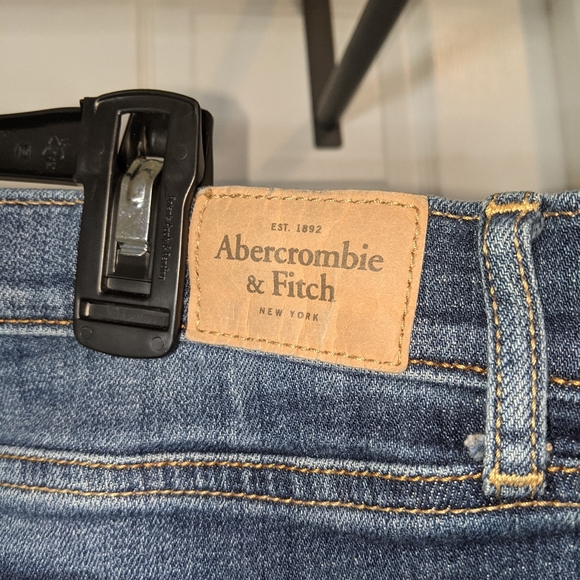 EST. 1892
Abercrombie
& Fitch
NEW YORK